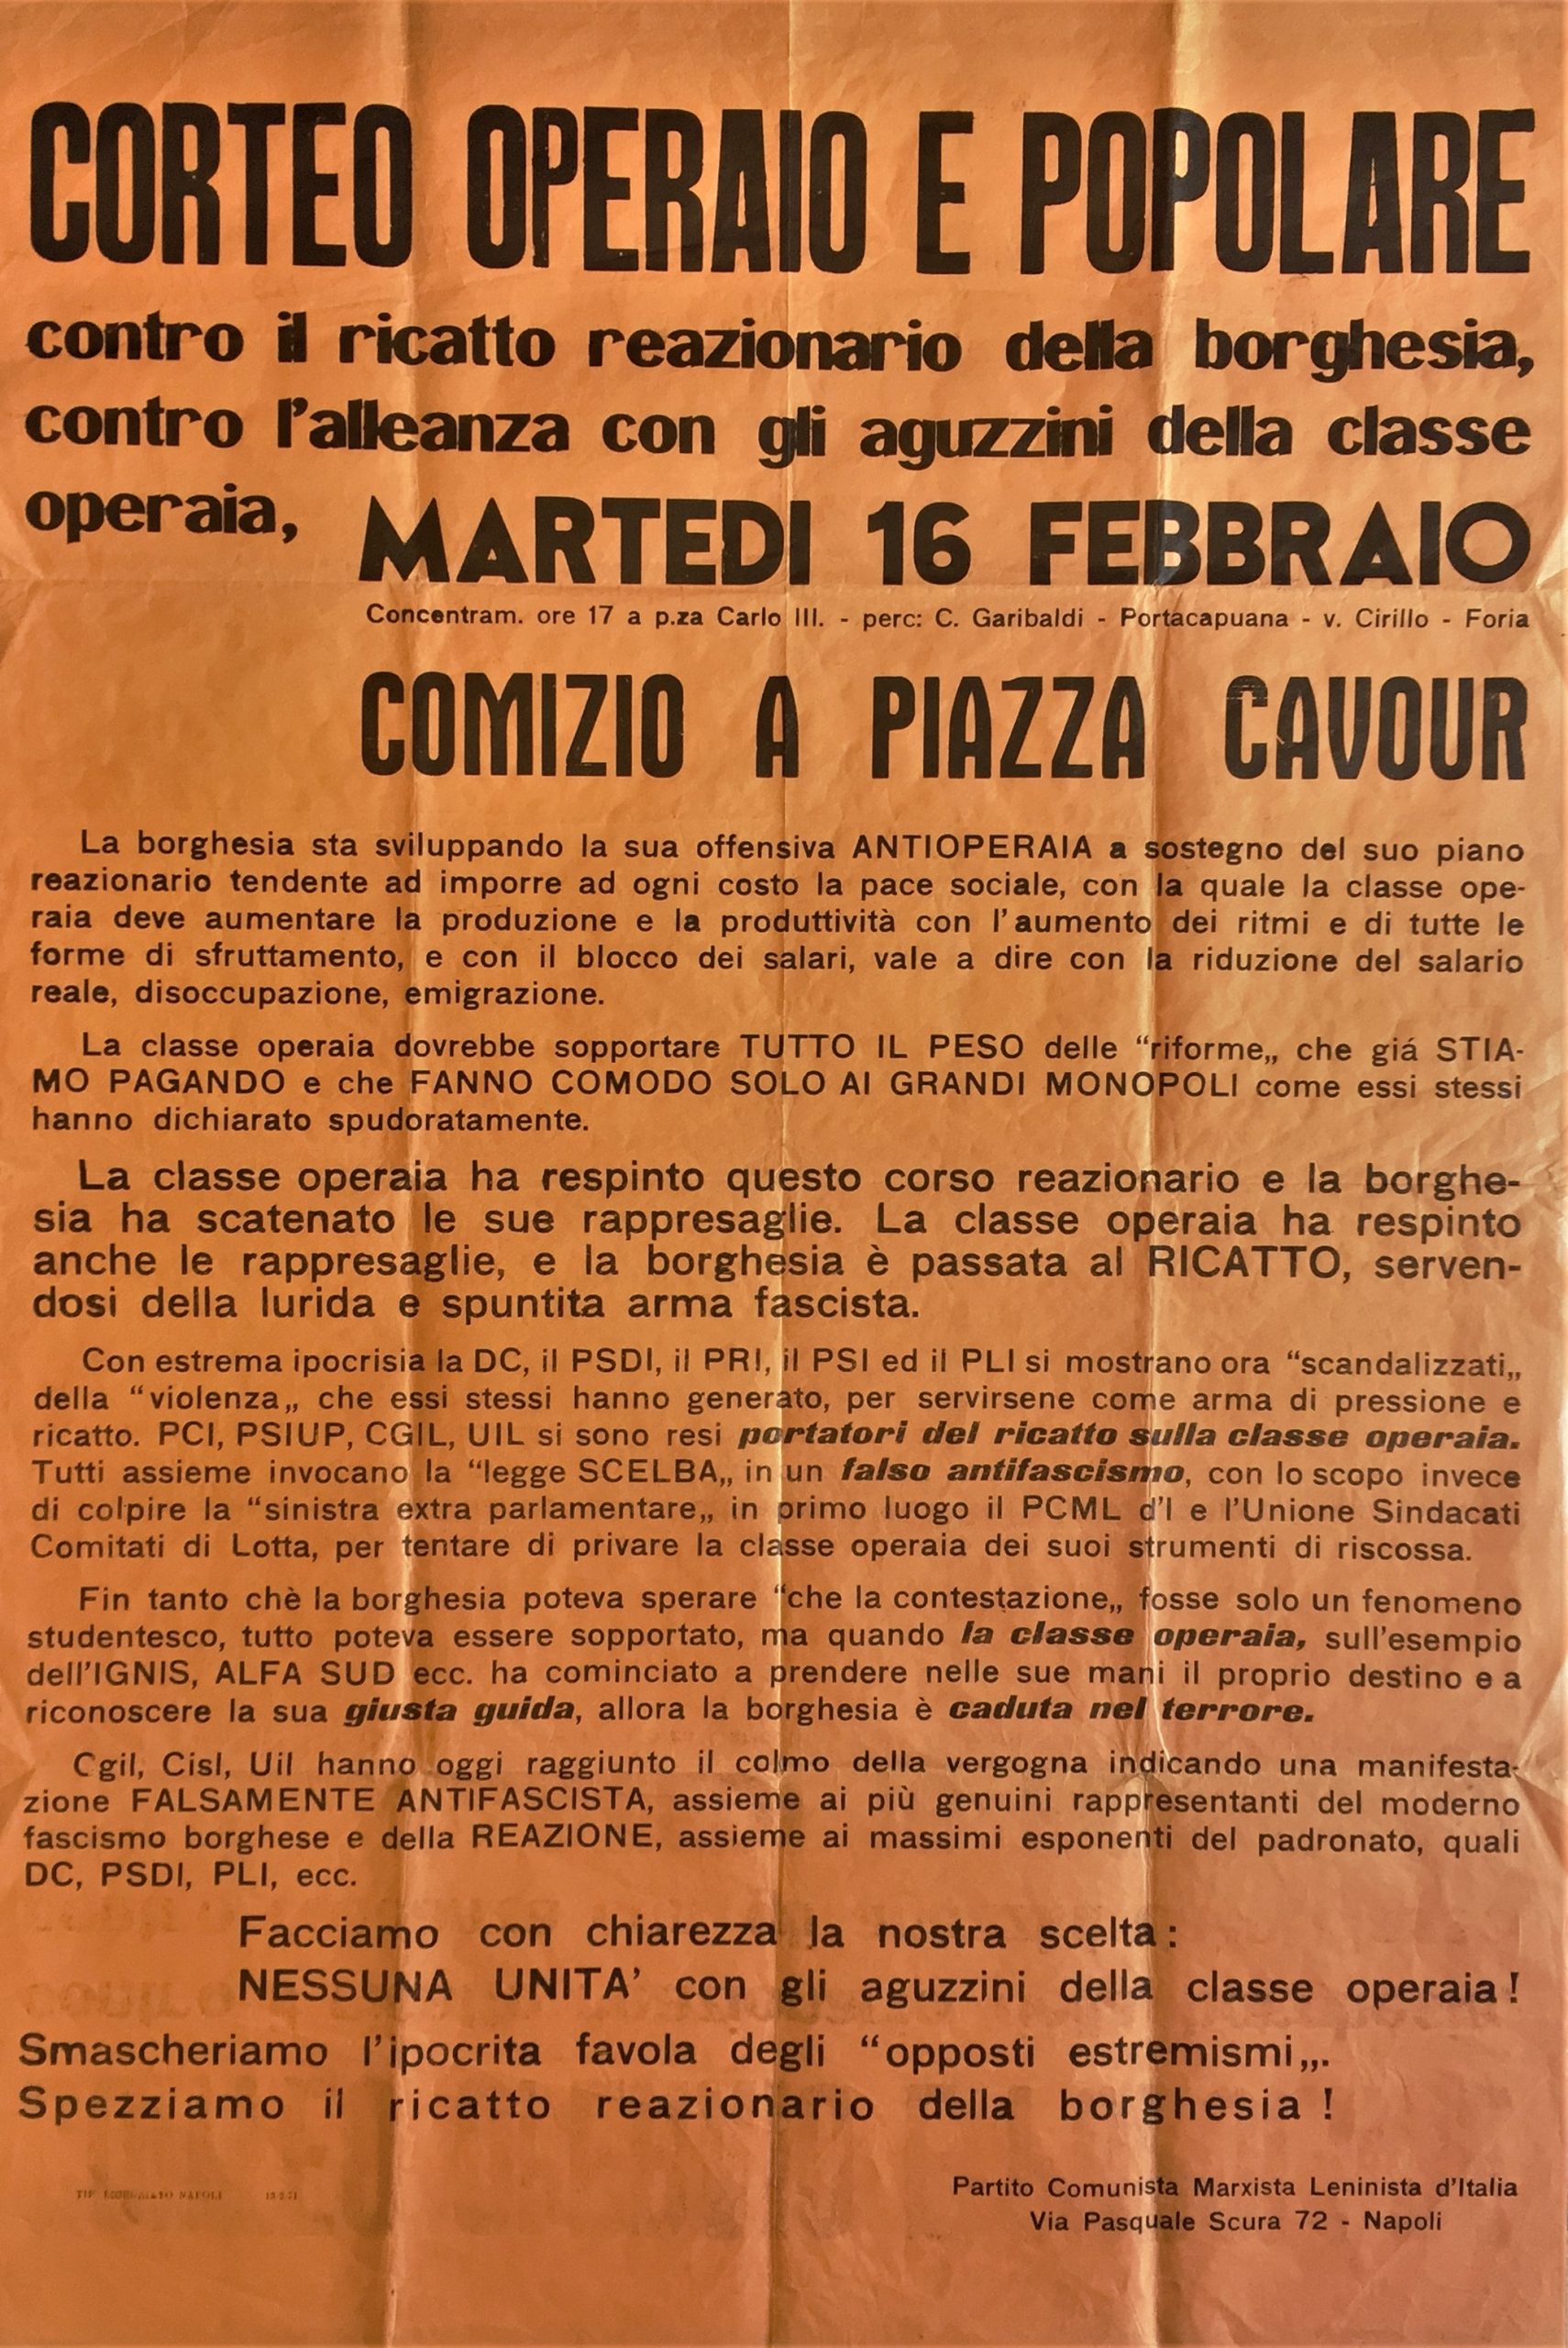 CORTEO OPERAIO E POPOLARE
contro il ricatto reazionario della borghesia,
contro l'alleanza con gli aguzzini della classe
operaia, MARTEDI 16 FEBBRAIO
Concentram. ore 17 a p.za Carlo III. - perc: C. Garibaldi - Portacapuana - v. Cirillo - Foria
COMIZIO A PIAZZA CAVOUR
La borghesia sta sviluppando la sua offensiva ANTIOPERAIA a sostegno del suo piano
reazionario tendente ad imporre ad ogni costo la pace sociale, con la quale la classe ope-
raia deve aumentare la produzione e la produttività con l'aumento dei ritmi e di tutte le
forme di sfruttamento, e con il blocco dei salari, vale a dire con la riduzione del salario
reale, disoccupazione, emigrazione.
La classe operaia dovrebbe sopportare TUTTO IL PESO delle “riforme„ che giá STIA-
MO PAGANDO e che FANNO COMODO SOLO AI GRANDI MONOPOLI come essi stessi
hanno dichiarato spudoratamente.
La classe operaia ha respinto questo corso reazionario e la borghe-
sia ha scatenato le sue rappresaglie. La classe operaia ha respinto
anche le rappresaglie, e la borghesia è passata al RICATTO, serven-
dosi della lurida e spuntita arma fascista.
Con estrema ipocrisia la DC, il PSDI, il PRI, il PSI ed il PLI si mostrano ora “scandalizzati„
della “violenza„ che essi stessi hanno generato, per servirsene come arma di pressione e
ricatto. PCI, PSIUP, CGIL, UIL si sono resi portatori del ricatto sulla classe operaia.
Tutti assieme invocano la “legge SCELBA„ in un falso antifascismo, con lo scopo invece
di colpire la “sinistra extra parlamentare„ in primo luogo il PCML d'I e l'Unione Sindacati
Comitati di Lotta, per tentare di privare la classe operaia dei suoi strumenti di riscossa.
Fin tanto chè la borghesia poteva sperare “che la contestazione„ fosse solo un fenomeno
studentesco, tutto poteva essere sopportato, ma quando la classe operaia, sull'esempio
dell'IGNIS, ALFA SUD ecc. ha cominciato a prendere nelle sue mani il proprio destino e a
riconoscere la sua giusta guida, allora la borghesia è caduta nel terrore.
Cgil, Cisl, Uil hanno oggi raggiunto il colmo della vergogna indicando una manifesta-
zione FALSAMENTE ANTIFASCISTA, assieme ai più genuini rappresentanti del moderno
fascismo borghese e della REAZIONE, assieme ai massimi esponenti del padronato, quali
DC, PSDI, PLI, ecc.
Facciamo con chiarezza la nostra scelta:
NESSUNA UNITA' con gli aguzzini della classe operaia!
Smascheriamo l'ipocrita favola degli “opposti estremismi„.
Spezziamo il ricatto reazionario della borghesia!
Partito Comunista Marxista Leninista d'Italia
Via Pasquale Scura 72 - Napoli
TIP NAPOLI